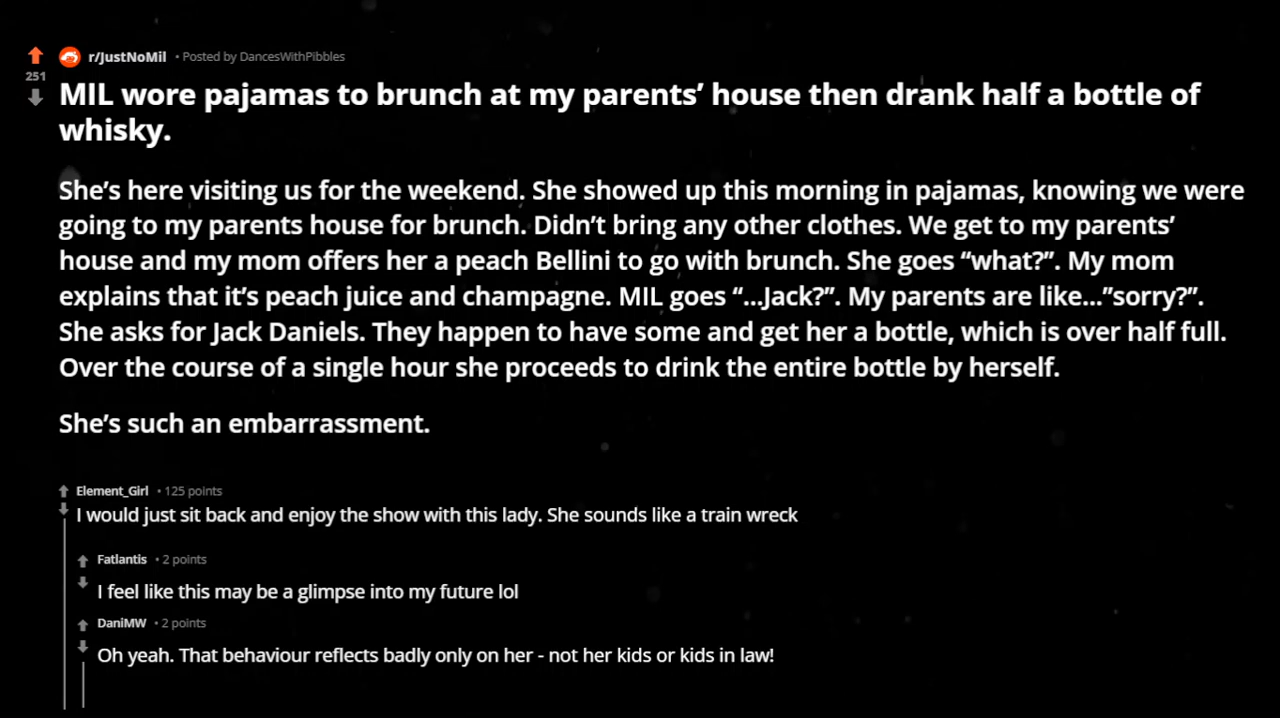 r/JustNoMil • Posted by DancesWithPibbles
251
MIL wore pajamas to brunch at my parents’ house then drank half a bottle of
whisky.
She’s here visiting us for the weekend. She showed up this morning in pajamas, knowing we were
going to my parents house for brunch. Didn’t bring any other clothes. We get to my parents’
house and my mom offers her a peach Bellini to go with brunch. She goes “what?”. My mom
explains that it’s peach juice and champagne. MIL goes “...Jack?”. My parents are like...”sorry?”.
She asks for Jack Daniels. They happen to have some and get her a bottle, which is over half full.
Over the course of a single hour she proceeds to drink the entire bottle by herself.
She’s such an embarrassment.
Element_Girl • 125 points
I would just sit back and enjoy the show with this lady. She sounds like a train wreck
Fatlantis • 2 points
I feel like this may be a glimpse into my future lol
DaniMW • 2 points
Oh yeah. That behaviour reflects badly only on her - not her kids or kids in law!